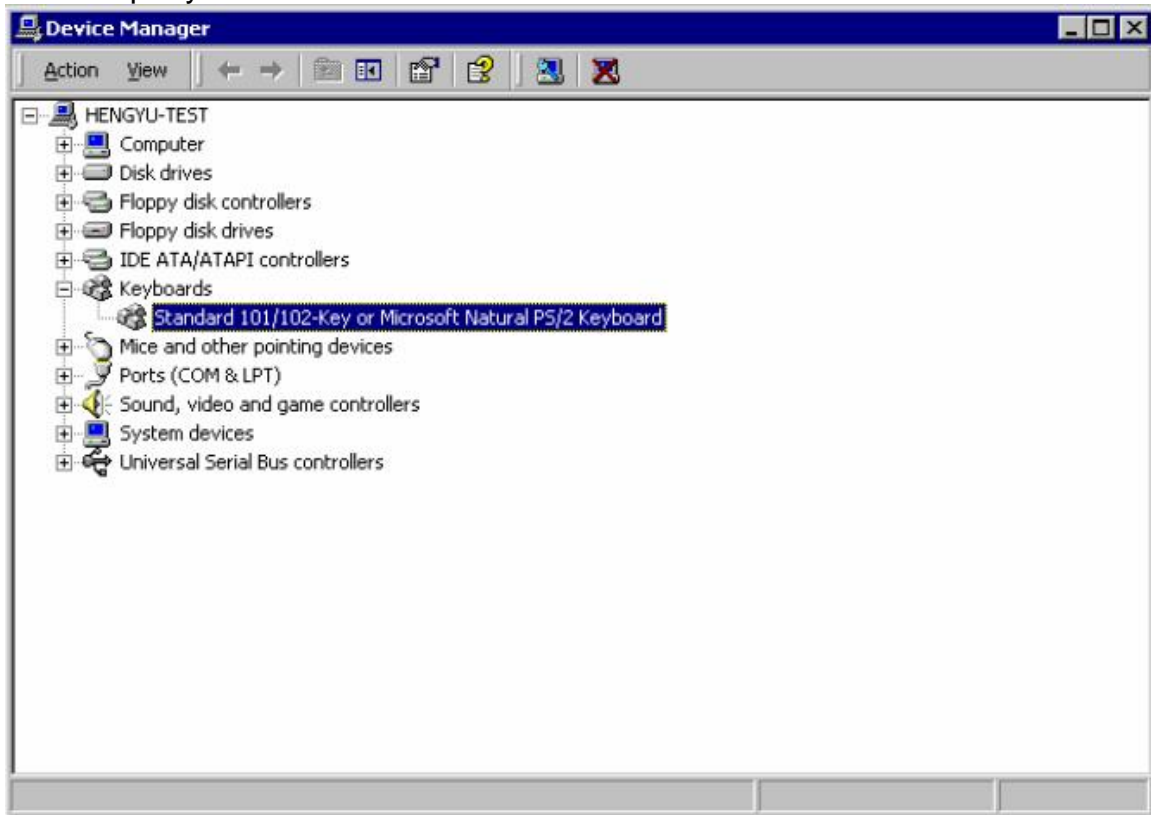 Device Manager
Action View
HENGYU-TEST
Computer
Disk drives
Floppy disk controllers
Floppy disk drives
IDE ATA/ATAPI controllers
Keyboards
Standard 101/102-Key or Microsoft Natural PS/2 Keyboard
Mice and other pointing devices
Ports (COM & LPT)
Sound, video and game controllers
System devices
Universal Serial Bus controllers